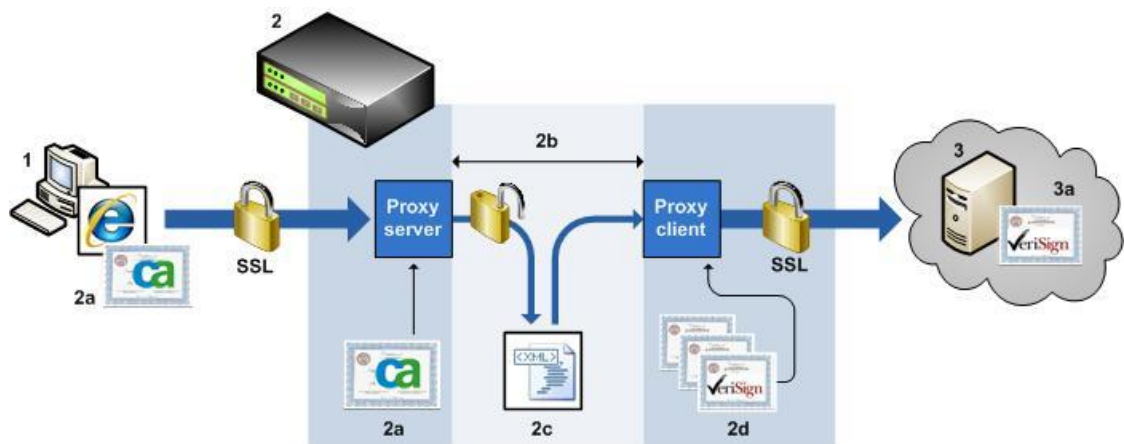 2
2b
1
3
3a
Proxy
server
Proxy
client
SSL
SSL
2a
ca
<XML>
VeriSign
ca
VeriSign
2a
2c
2d